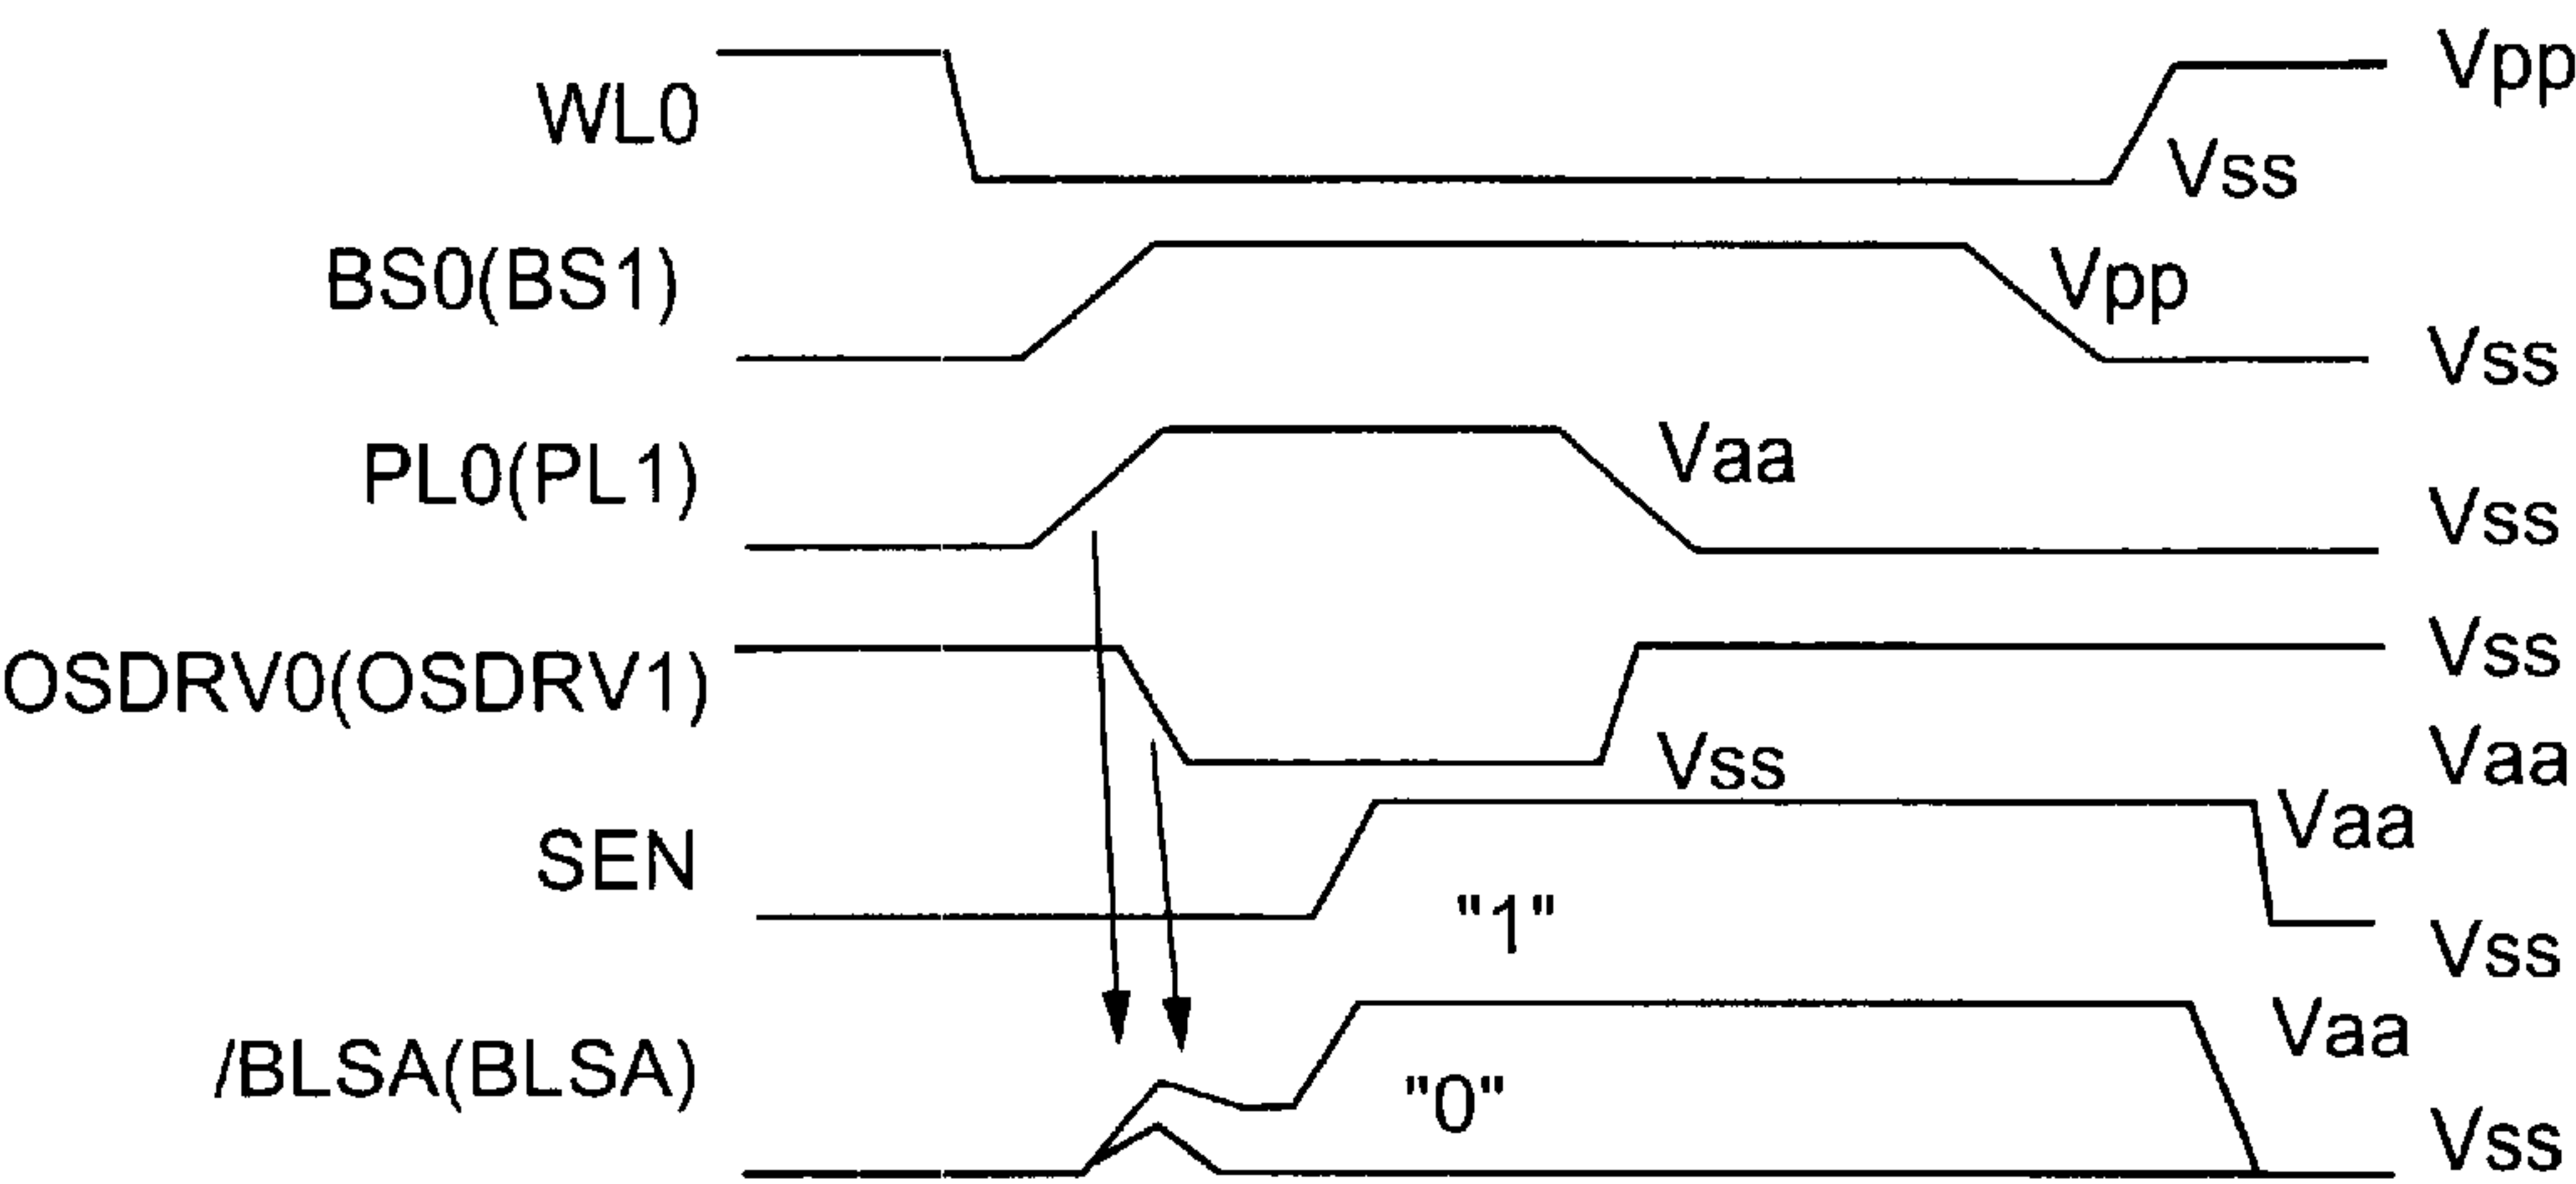 WL0
Vpp
Vss
BS0(BS1)
Vpp
Vss
PL0(PL1)
Vaa
Vss
OSDRV0(OSDRV1)
Vss
Vss
Vaa
SEN
Vaa
"1"
Vss
/BLSA(BLSA)
Vaa
"0"
Vss